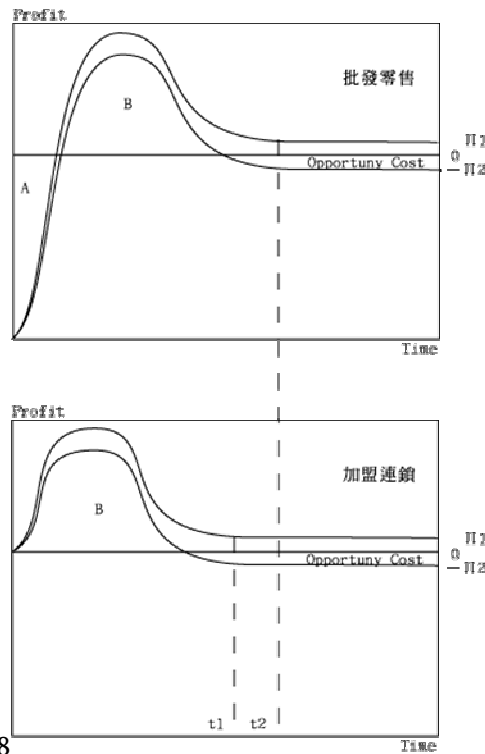 Profit
批發零售
B
Π1
0
Opportuny Cost
A
−Π2
Time
Profit
加盟連鎖
B
Π1
0
Opportuny Cost
−Π2
t1
t2
8
Time